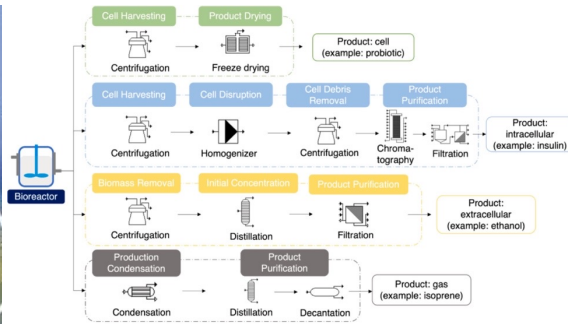 Cell Harvesting
Product Drying
Centrifugation
Freeze drying
Product: cell
(example: probiotic)
Cell Harvesting
Cell Disruption
Cell Debris
Removal
Product
Purification
Centrifugation
Homogenizer
Centrifugation
Chroma-
tography
Filtration
Product:
intracellular
(example: insulin)
Bioreactor
Biomass Removal
Initial Concentration
Product Purification
Centrifugation
Distillation
Filtration
Product:
extracellular
(example: ethanol)
Production
Condensation
Product
Purification
Condensation
Distillation
Decantation
Product: gas
(example: isoprene)